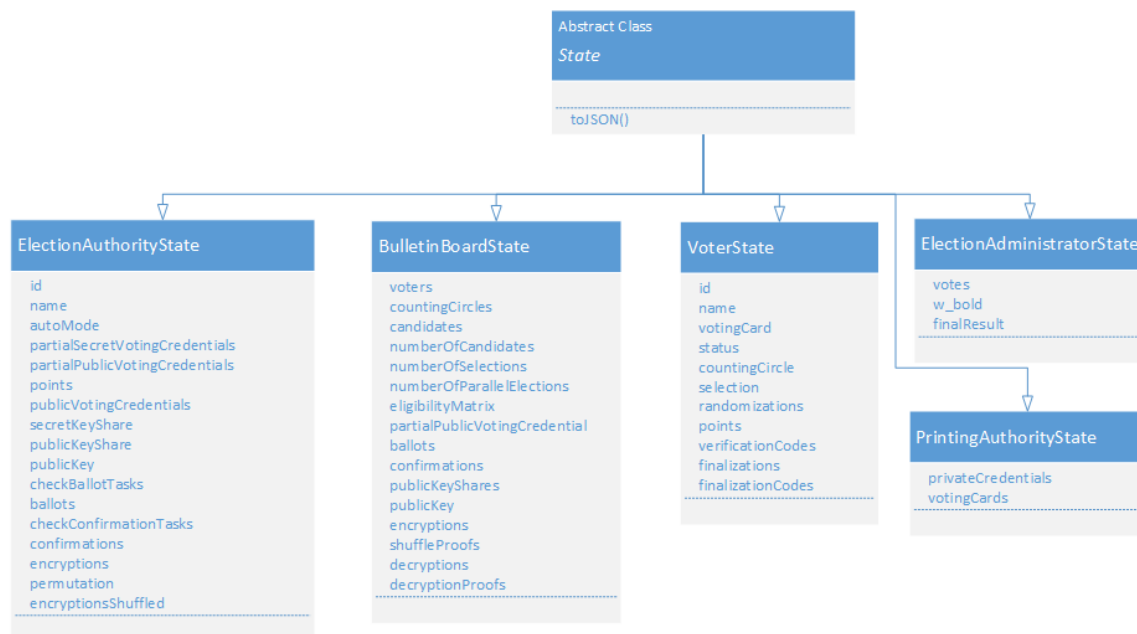 Abstract Class
State
toJSON()
ElectionAuthorityState
id
name
autoMode
partialSecretVotingCredentials
partialPublicVotingCredentials
points
publicVotingCredentials
secretKeyShare
publicKeyShare
publicKey
checkBallotTasks
ballots
checkConfirmationTasks
confirmations
encryptions
permutation
encryptionsShuffled
BulletinBoardState
voters
countingCircles
candidates
numberOfCandidates
numberOfSelections
numberOfParallelElections
eligibilityMatrix
partialPublicVotingCredential
ballots
confirmations
publicKeyShares
publicKey
encryptions
shuffleProofs
decryptions
decryptionProofs
VoterState
id
name
votingCard
status
countingCircle
selection
randomizations
points
verificationCodes
finalizations
finalizationCodes
ElectionAdministratorState
votes
w_bold
finalResult
PrintingAuthorityState
privateCredentials
votingCards